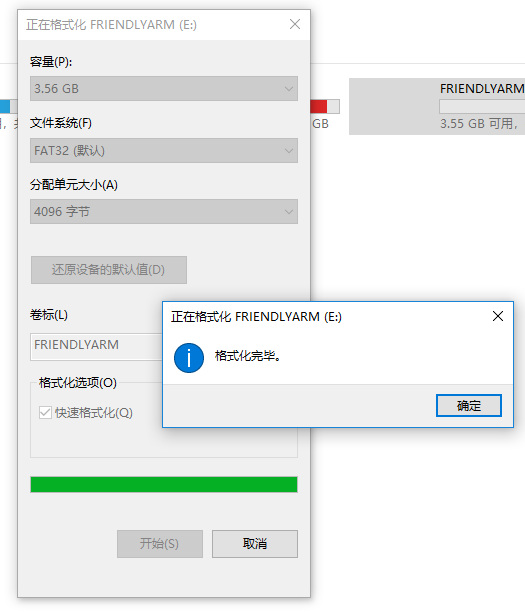 正在格式化 FRIENDLYARM (E:)
容量(P):
3.56 GB
文件系统(F)
FAT32 (默认)
分配单元大小(A)
4096 字节
还原设备的默认值(D)
卷标(L)
FRIENDLYARM
格式化选项(O)
快速格式化(Q)
开始(S)
取消
正在格式化 FRIENDLYARM (E:)
格式化完毕。
确定
GB
FRIENDLYARM
3.55 GB 可用,